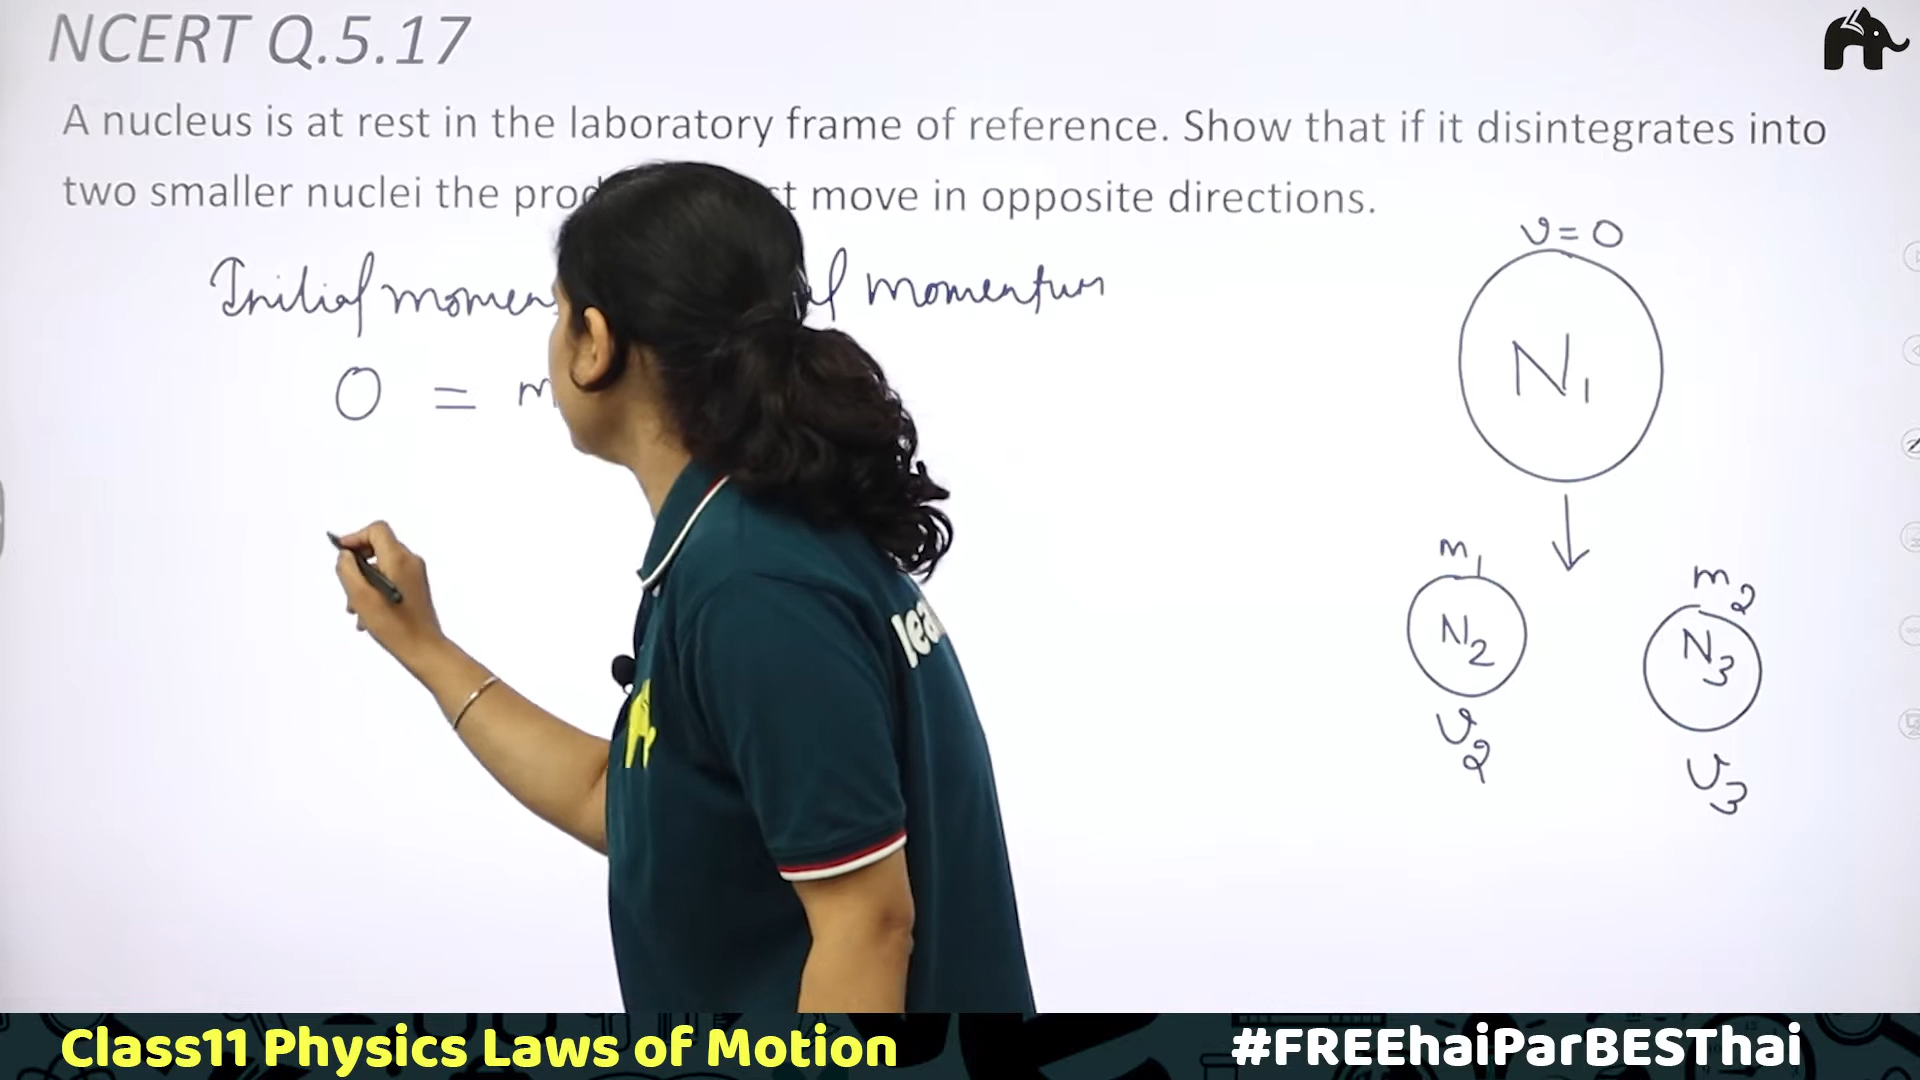 NCERT Q.5.17
A nucleus is at rest in the laboratory frame of reference. Show that if it disintegrates into
two smaller nuclei the move in opposite directions.
v=0
Initial momentum
0 = m
N1
m1
m2
N2
N3
v2
v3
lea
Class11 Physics Laws of Motion
#FREEhaiParBESThai